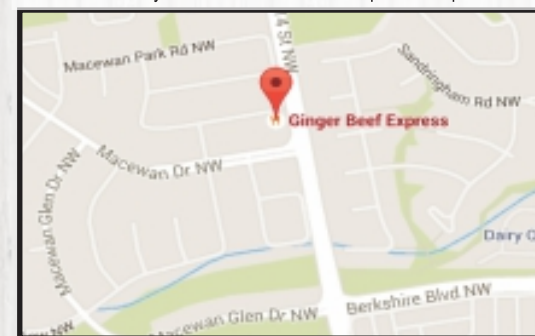 Macewan Park Rd NW
14 St NW
Sandringham Rd NW
Ginger Beef Express
Macewan Dr NW
Macewan Glen Dr NW
Dairy Q
Berkshire Blvd NW
Macewan Glen Dr NW
NW